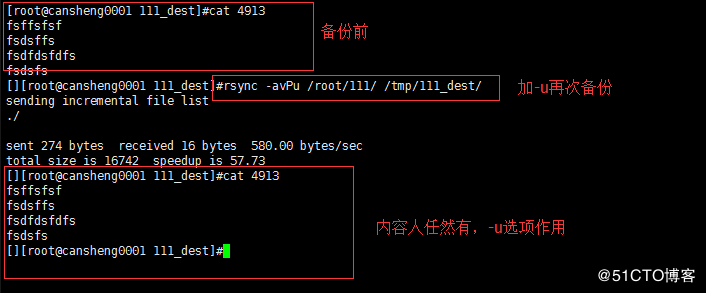 [root@cansheng0001 111_dest]#cat 4913
fsffsfsf
fsdsffs
fsdfdsfdfs
fsdsfs
备份前
[][root@cansheng0001 111_dest]#rsync -avPu /root/111/ /tmp/111_dest/
加-u再次备份
sending incremental file list
./
sent 274 bytes  received 16 bytes  580.00 bytes/sec
total size is 16742  speedup is 57.73
[][root@cansheng0001 111_dest]#cat 4913
fsffsfsf
fsdsffs
fsdfdsfdfs
fsdsfs
内容人任然有，-u选项作用
[][root@cansheng0001 111_dest]#
@51CTO博客